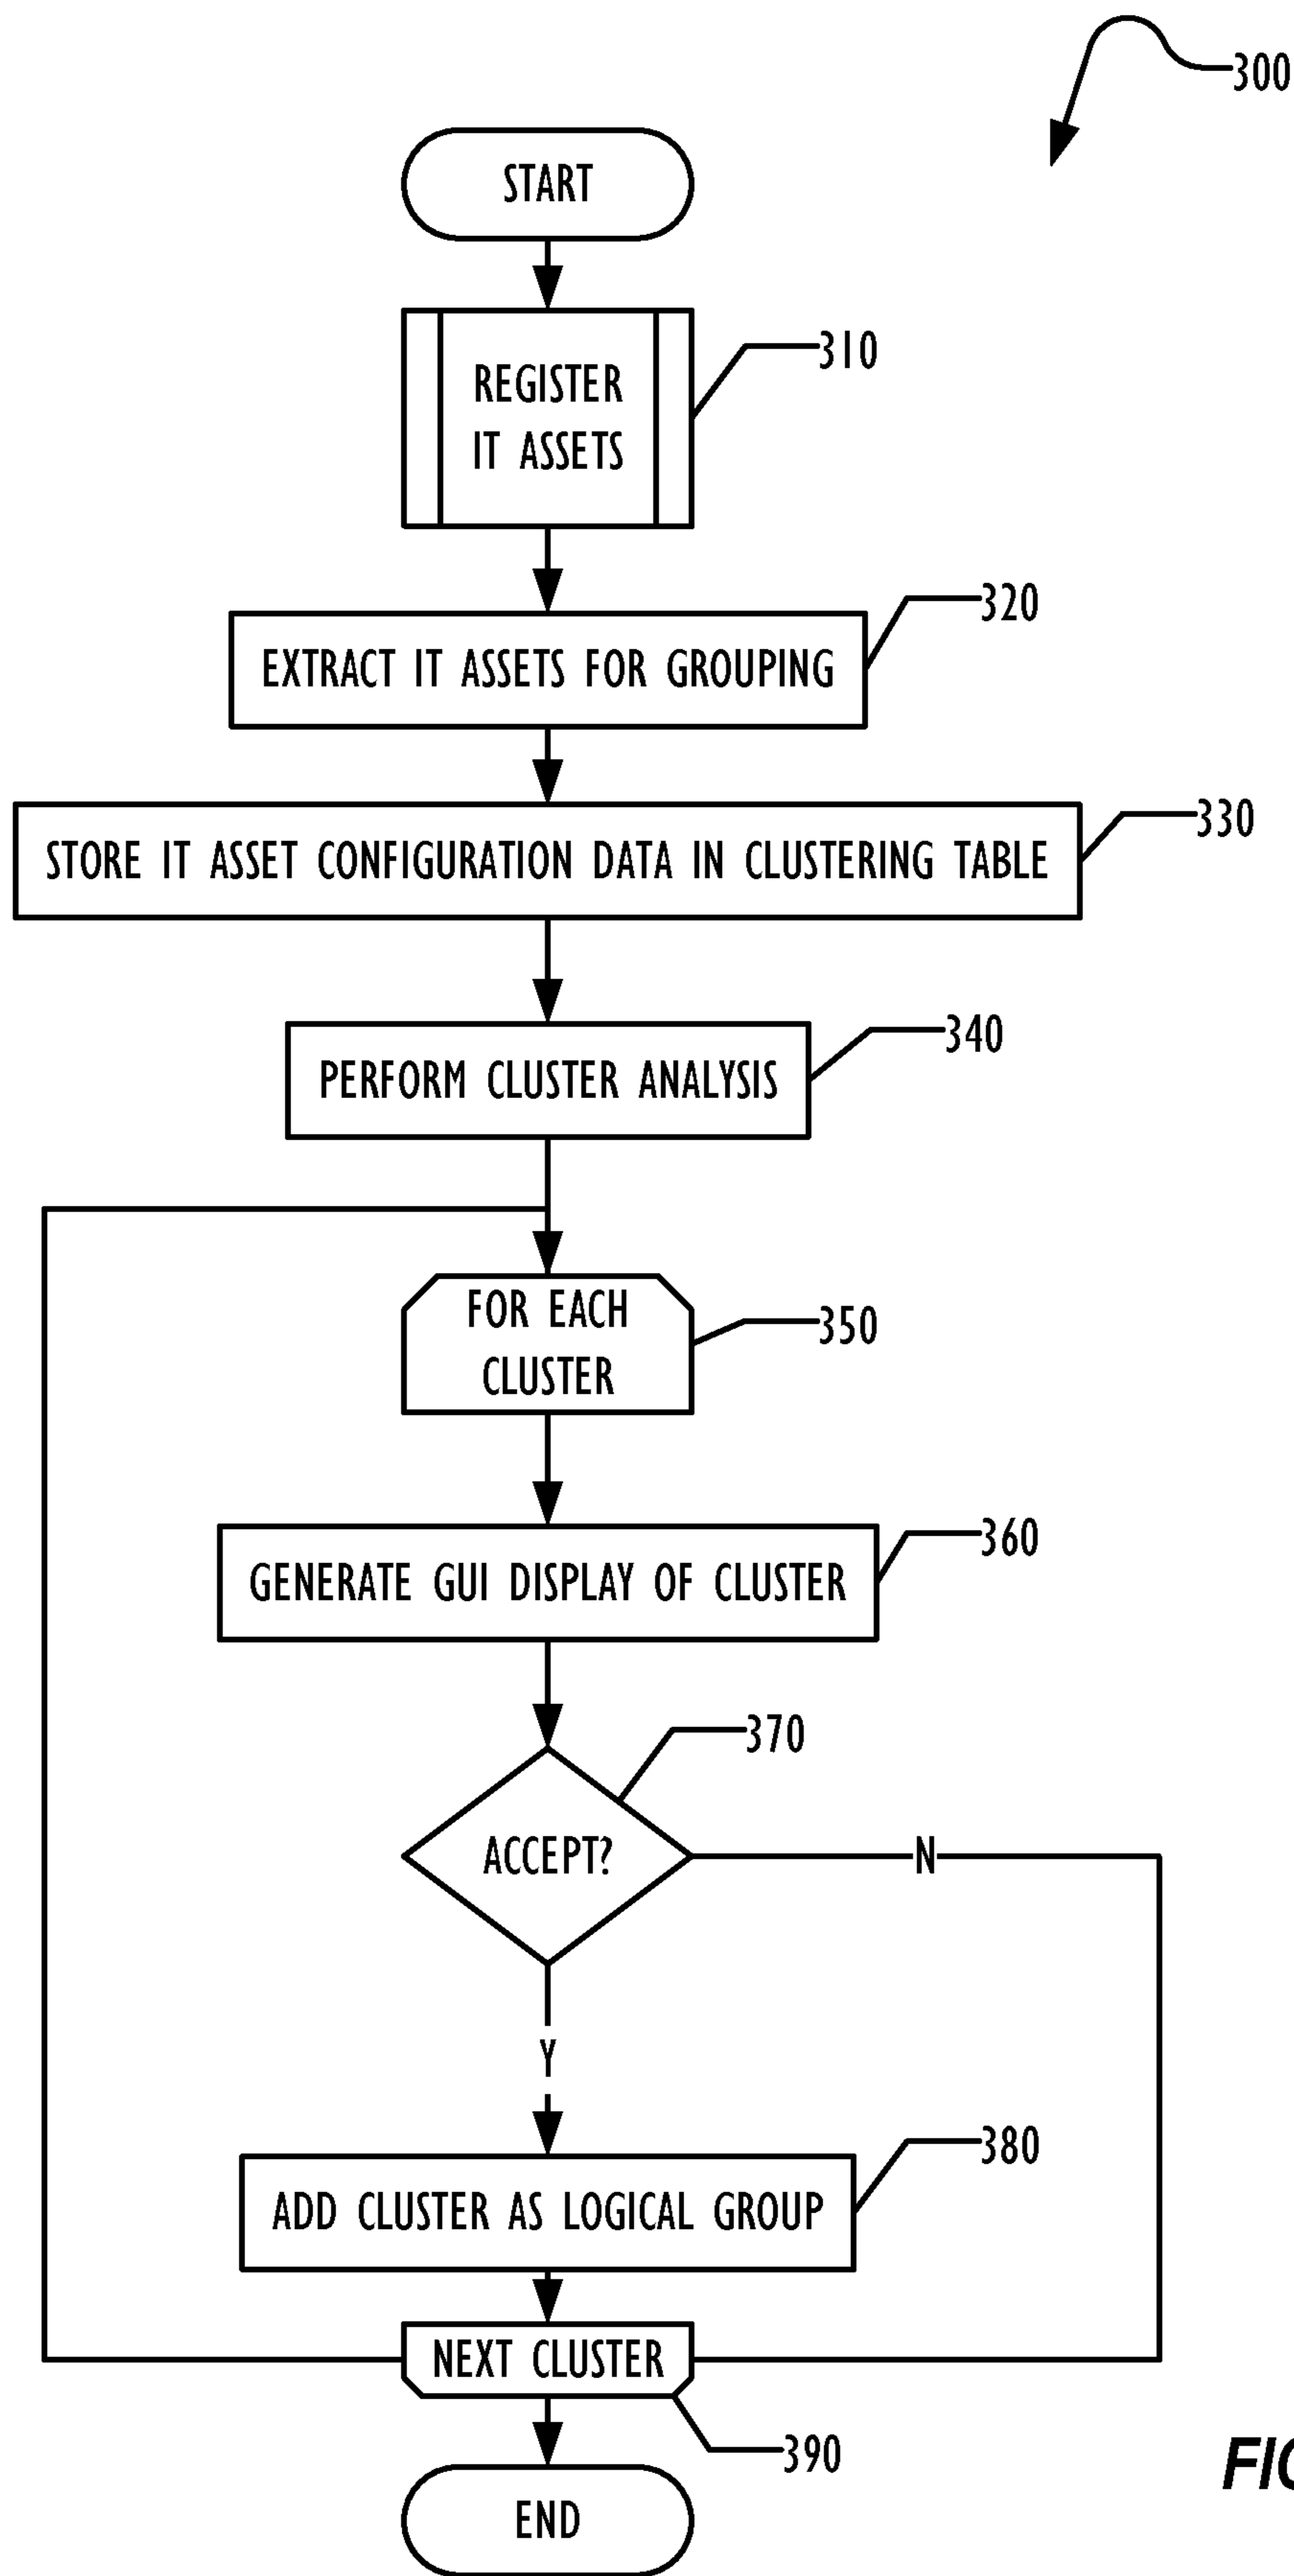 300
START
310
REGISTER
IT ASSETS
320
EXTRACT IT ASSETS FOR GROUPING
330
STORE IT ASSET CONFIGURATION DATA IN CLUSTERING TABLE
340
PERFORM CLUSTER ANALYSIS
FOR EACH
350
CLUSTER
360
GENERATE GUI DISPLAY OF CLUSTER
370
ACCEPT?
N
Y
380
ADD CLUSTER AS LOGICAL GROUP
NEXT CLUSTER
390
END